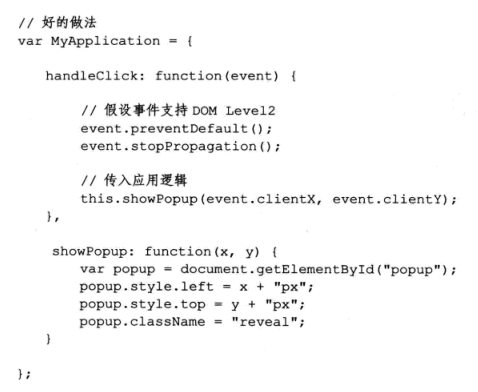 // 好的做法
var MyApplication = {
handleClick: function(event) {
// 假设事件支持 DOM Level2
event.preventDefault();
event.stopPropagation();
// 传入应用逻辑
this.showPopup(event.clientX, event.clientY);
},
showPopup: function(x, y) {
var popup = document.getElementById("popup");
popup.style.left = x + "px";
popup.style.top = y + "px";
popup.className = "reveal";
}
};